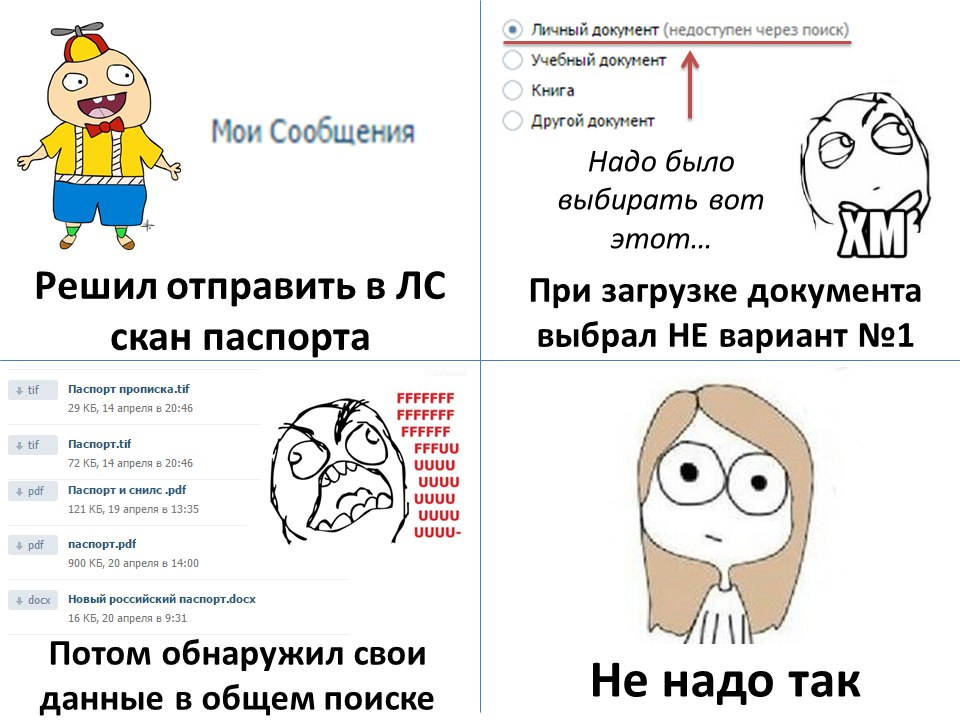 Мои Сообщения
Решил отправить в ЛС
скан паспорта
Личный документ (недоступен через поиск)
Учебный документ
Книга
Другой документ
Надо было
выбирать вот
этот...
ХМ
При загрузке документа
выбрал НЕ вариант №1
tif
Паспорт прописка.tif
29 КБ, 14 апреля в 20:46
tif
Паспорт.tif
72 КБ, 14 апреля в 20:46
pdf
Паспорт и снилс .pdf
121 КБ, 19 апреля в 13:35
pdf
паспорт.pdf
900 КБ, 20 апреля в 14:00
docx
Новый российский паспорт.docx
16 КБ, 20 апреля в 9:31
FFFFFFF
FFFFFFF
FFFFFF
FFFUU
UUUU
UUUU
UUUU
UUUU
UUUU-
Потом обнаружил свои
данные в общем поиске
Не надо так